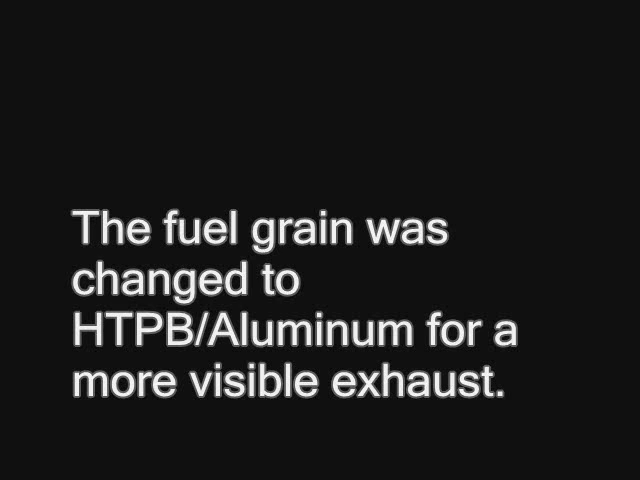 The fuel grain was
changed to
HTPB/Aluminum for a
more visible exhaust.